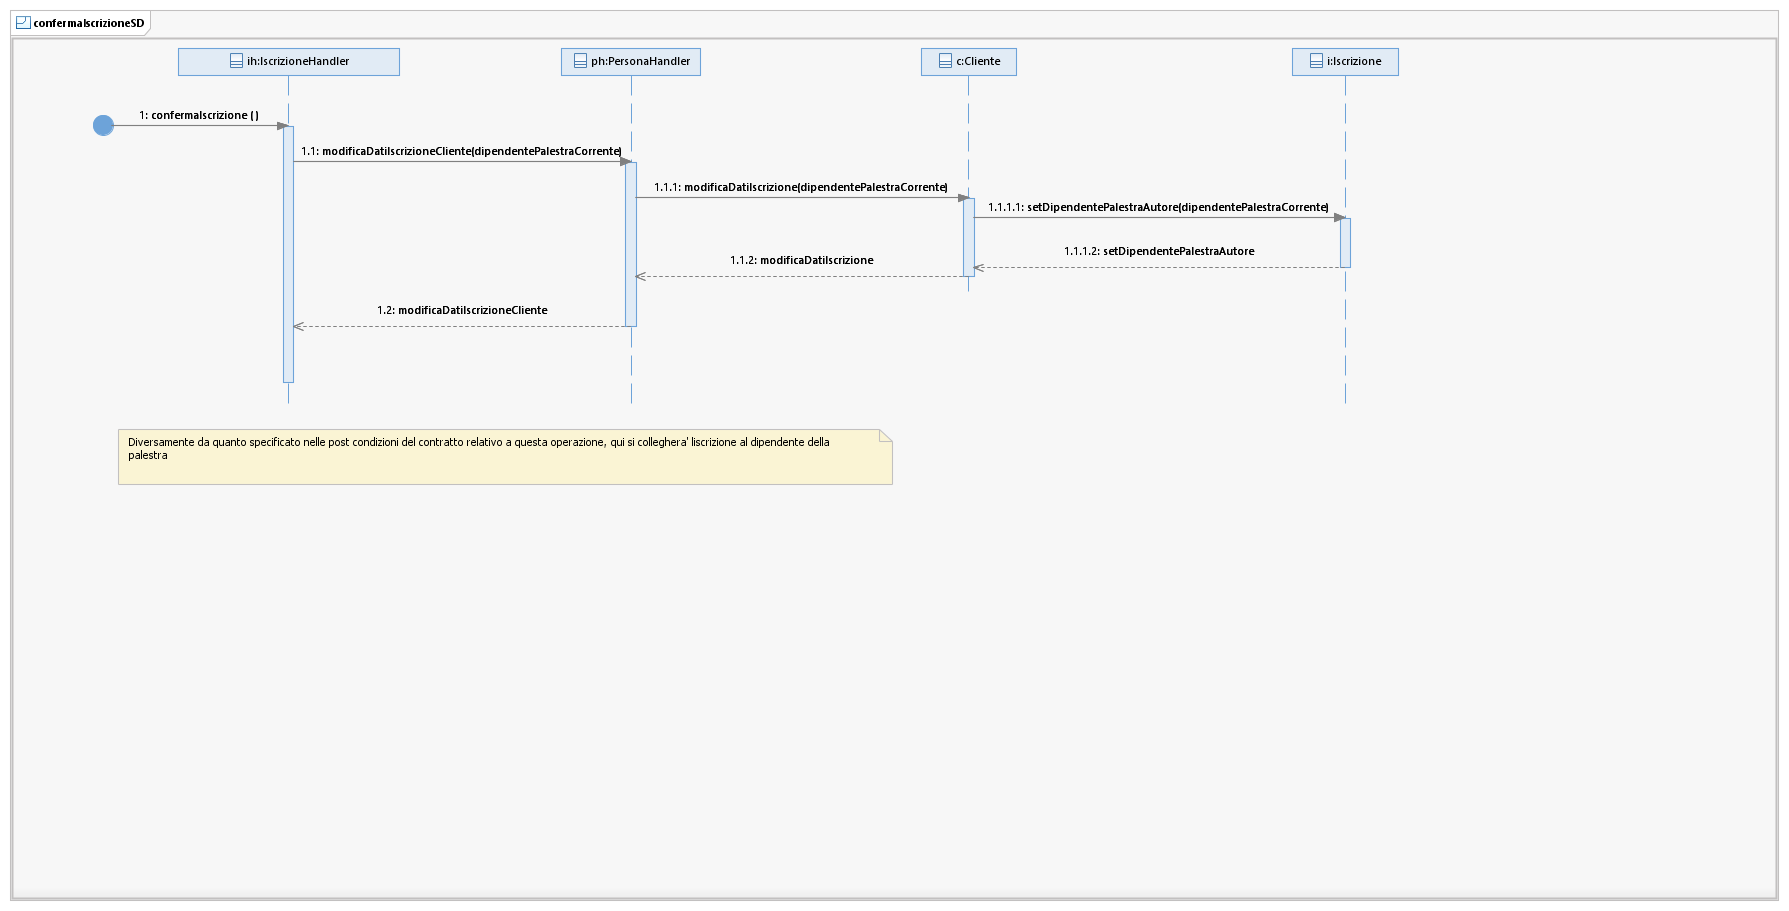 confermaIscrizioneSD
ih:IscrizioneHandler
ph:PersonaHandler
c:Cliente
i:Iscrizione
1: confermaIscrizione ()
1.1: modificaDatiIscrizioneCliente(dipendentePalestraCorrente)
1.1.1: modificaDatiIscrizione(dipendentePalestraCorrente)
1.1.1.1: setDipendentePalestraAutore(dipendentePalestraCorrente)
1.1.1.2: setDipendentePalestraAutore
1.1.2: modificaDatiIscrizione
1.2: modificaDatiIscrizioneCliente
Diversamente da quanto specificato nelle post condizioni del contratto relativo a questa operazione, qui si colleghera' liscrizione al dipendente della
palestra